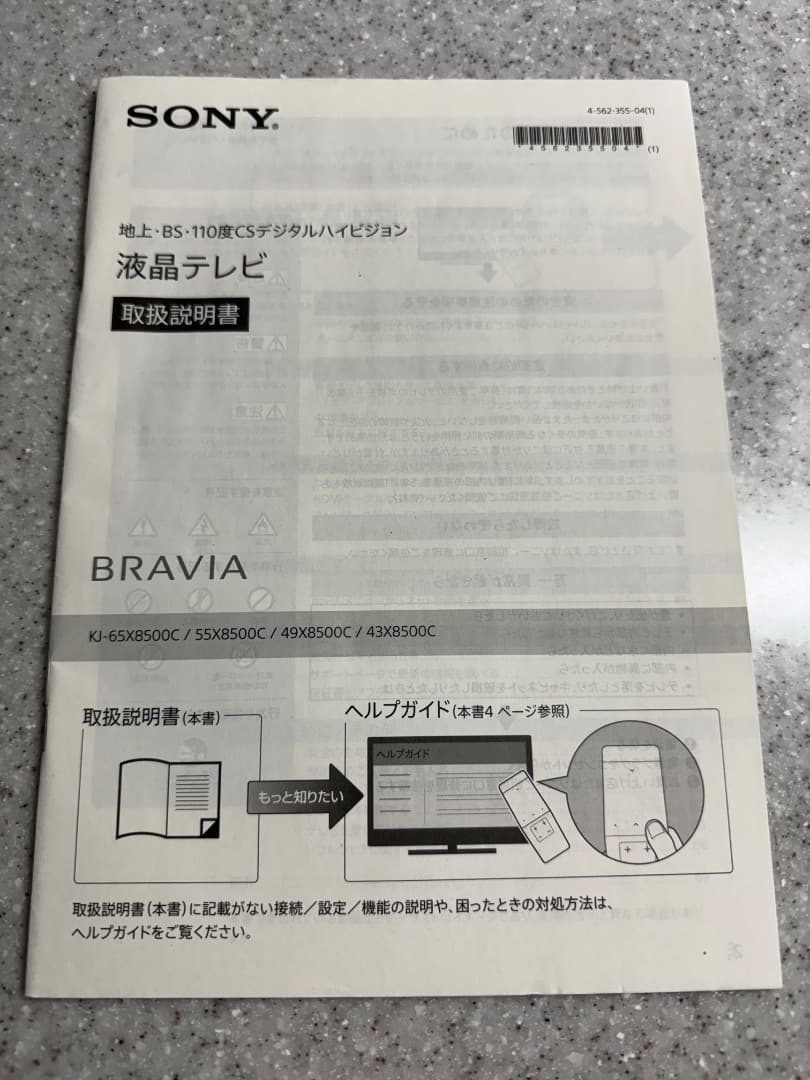 SONY®
4-562-355-04(1)
*456235504*
(1)
地上・BS・110度CSデジタルハイビジョン
液晶テレビ
取扱説明書
BRAVIA
KJ-65X8500C / 55X8500C / 49X8500C / 43X8500C
取扱説明書(本書)
もっと知りたい
ヘルプガイド(本書4 ページ参照)
ヘルプガイド
取扱説明書(本書)に記載がない接続／設定／機能の説明や、困ったときの対処方法は、
ヘルプガイドをご覧ください。